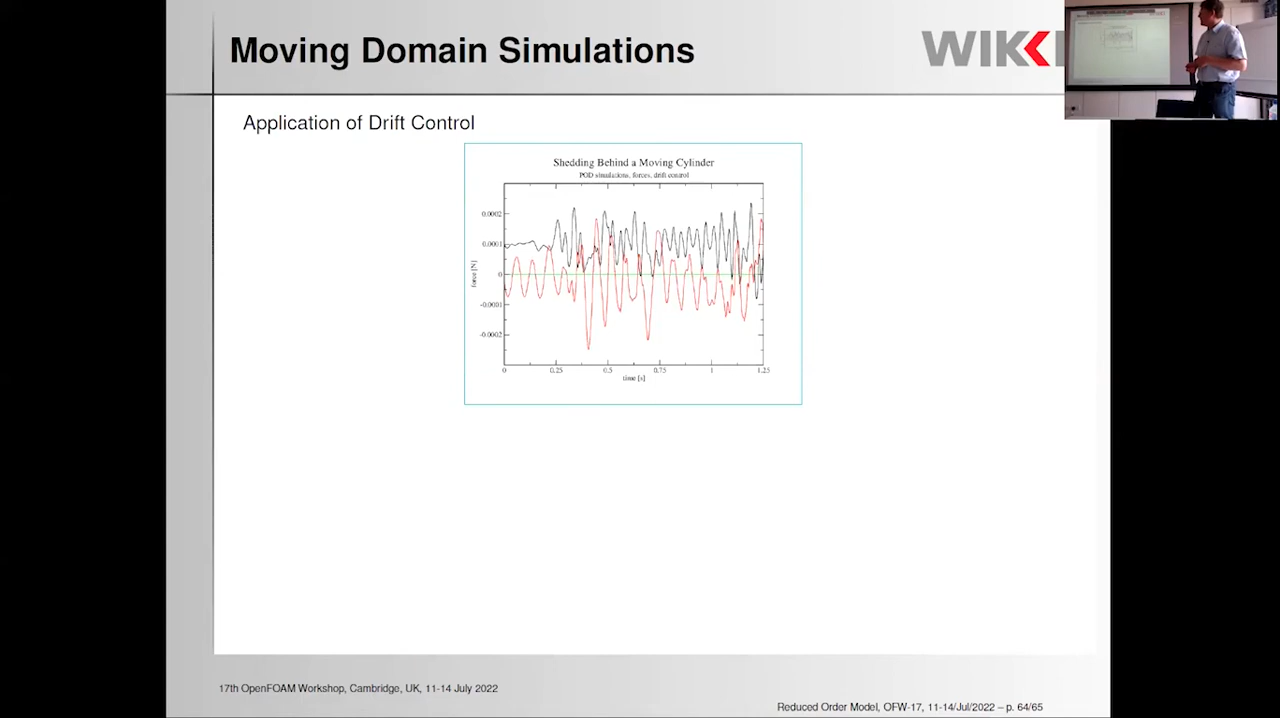 Moving Domain Simulations
WIKKI
Application of Drift Control
Shedding Behind a Moving Cylinder
POD simulations, forces, drift control
0.0002
0.0001
0
-0.0001
-0.0002
force [N]
0 0.25 0.5 0.75 1 1.25
time [s]
17th OpenFOAM Workshop, Cambridge, UK, 11-14 July 2022
Reduced Order Model, OFW-17, 11-14/Jul/2022 – p. 64/65